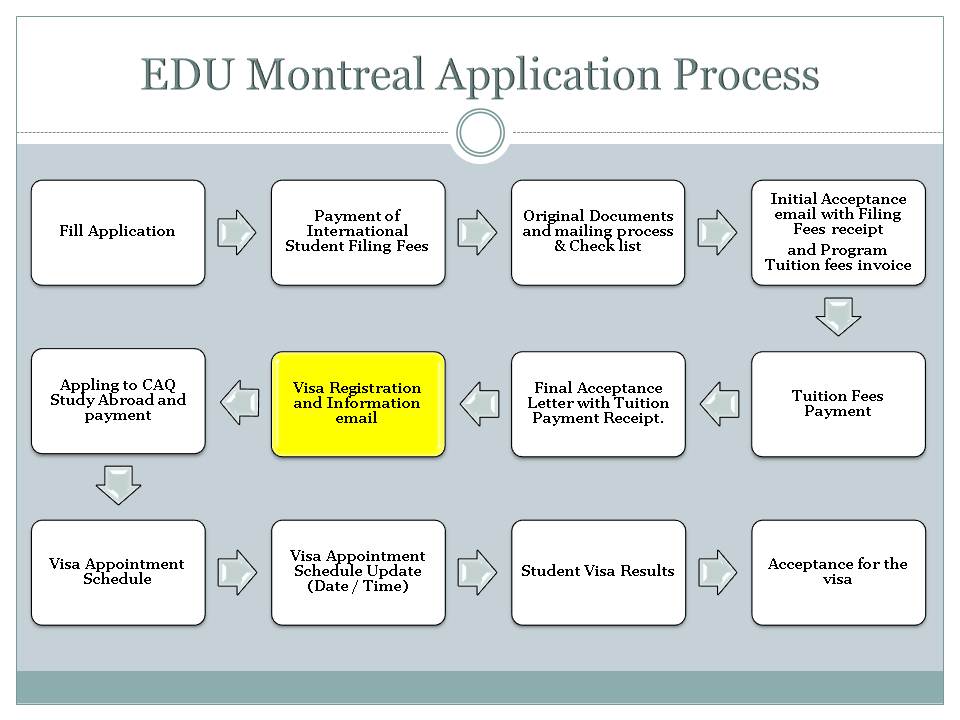 EDU Montreal Application Process
Fill Application
Payment of
International
Student Filing Fees
Original Documents
and mailing process
& Check list
Initial Acceptance
email with Filing
Fees receipt
and Program
Tuition fees invoice
Tuition Fees
Payment
Final Acceptance
Letter with Tuition
Payment Receipt.
Visa Registration
and Information
email
Appling to CAQ
Study Abroad and
payment
Visa Appointment
Schedule
Visa Appointment
Schedule Update
(Date / Time)
Student Visa Results
Acceptance for the
visa